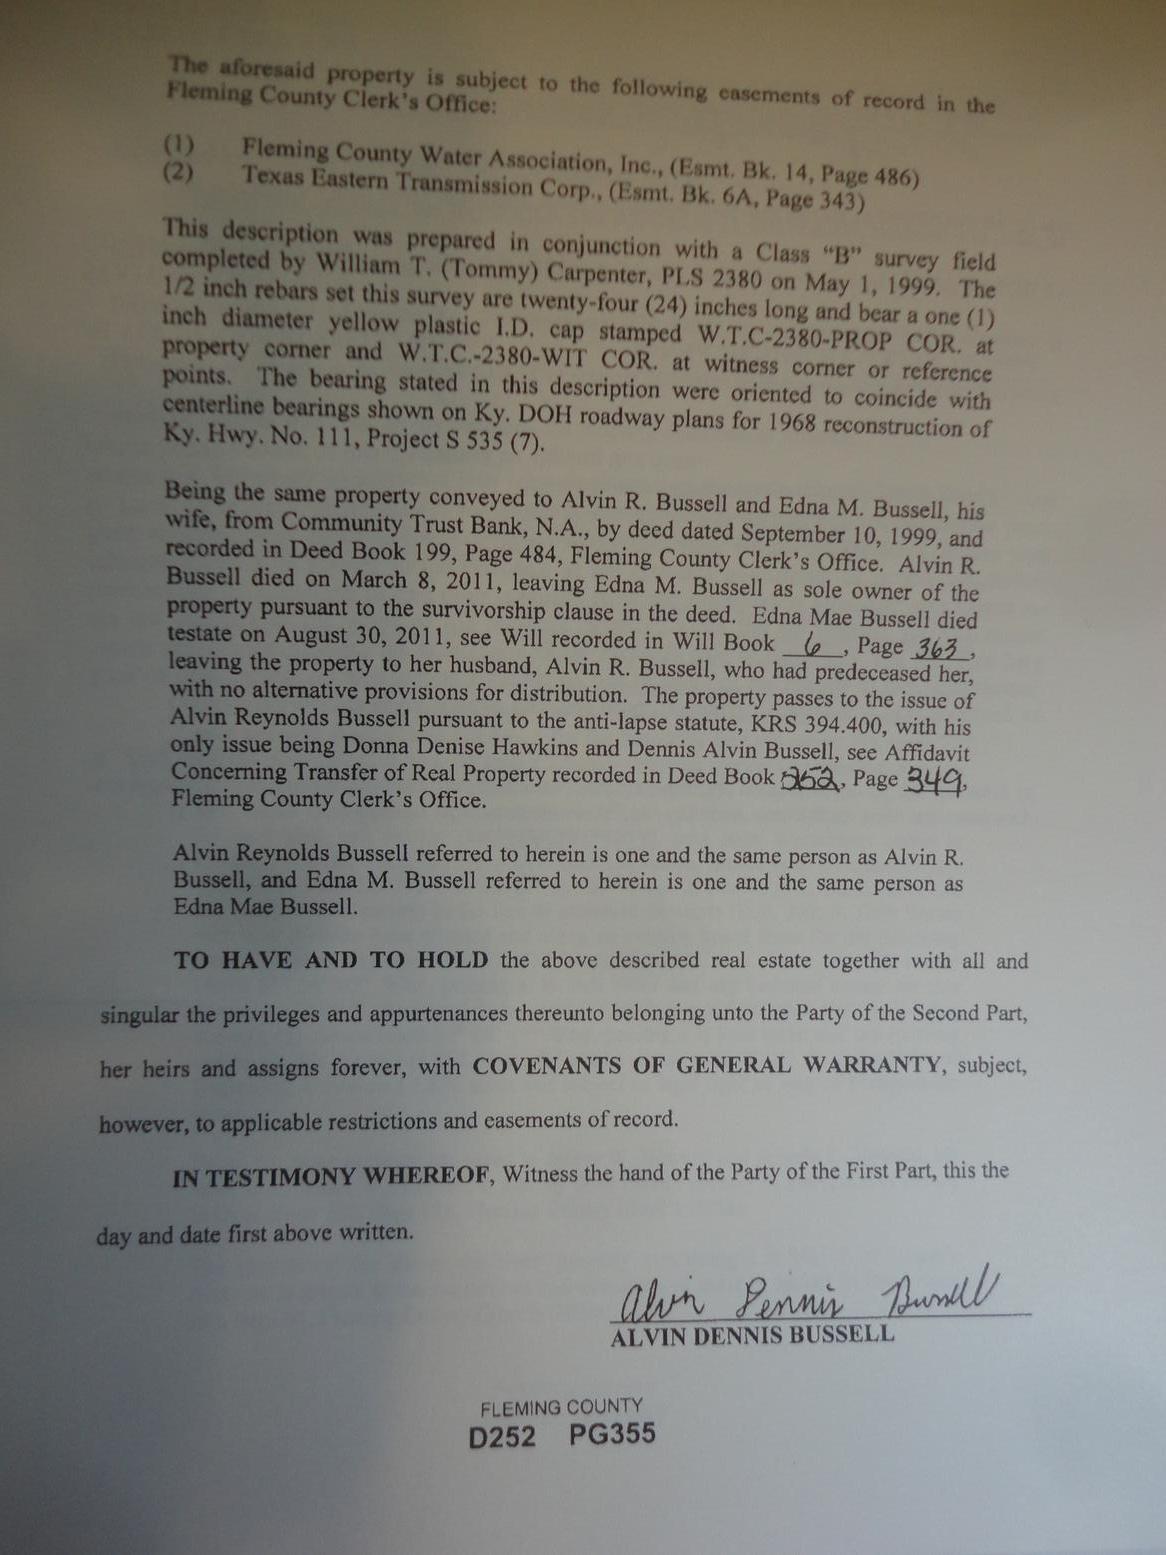 The aforesaid property is subject to the following easements of record in the
Fleming County Clerk's Office:
(1) Fleming County Water Association, Inc., (Esmt. Bk. 14, Page 486)
(2) Texas Eastern Transmission Corp., (Esmt. Bk. 6A, Page 343)
This description was prepared in conjunction with a Class "B" survey field
completed by William T. (Tommy) Carpenter, PLS 2380 on May 1, 1999. The
1/2 inch rebars set this survey are twenty-four (24) inches long and bear a one (1)
inch diameter yellow plastic I.D. cap stamped W.T.C-2380-PROP COR. at
property corner and W.T.C.-2380-WIT COR. at witness corner or reference
points. The bearing stated in this description were oriented to coincide with
centerline bearings shown on Ky. DOH roadway plans for 1968 reconstruction of
Ky. Hwy. No. 111, Project S 535 (7).
Being the same property conveyed to Alvin R. Bussell and Edna M. Bussell, his
wife, from Community Trust Bank, N.A., by deed dated September 10, 1999, and
recorded in Deed Book 199, Page 484, Fleming County Clerk's Office. Alvin R.
Bussell died on March 8, 2011, leaving Edna M. Bussell as sole owner of the
property pursuant to the survivorship clause in the deed. Edna Mae Bussell died
testate on August 30, 2011, see Will recorded in Will Book 6, Page 363,
leaving the property to her husband, Alvin R. Bussell, who had predeceased her,
with no alternative provisions for distribution. The property passes to the issue of
Alvin Reynolds Bussell pursuant to the anti-lapse statute, KRS 394.400, with his
only issue being Donna Denise Hawkins and Dennis Alvin Bussell, see Affidavit
Concerning Transfer of Real Property recorded in Deed Book 252, Page 349,
Fleming County Clerk's Office.
Alvin Reynolds Bussell referred to herein is one and the same person as Alvin R.
Bussell, and Edna M. Bussell referred to herein is one and the same person as
Edna Mae Bussell.
TO HAVE AND TO HOLD the above described real estate together with all and
singular the privileges and appurtenances thereunto belonging unto the Party of the Second Part,
her heirs and assigns forever, with COVENANTS OF GENERAL WARRANTY, subject,
however, to applicable restrictions and easements of record.
IN TESTIMONY WHEREOF, Witness the hand of the Party of the First Part, this the
day and date first above written.
Alvin Dennis Bussell
ALVIN DENNIS BUSSELL
FLEMING COUNTY
D252 PG355